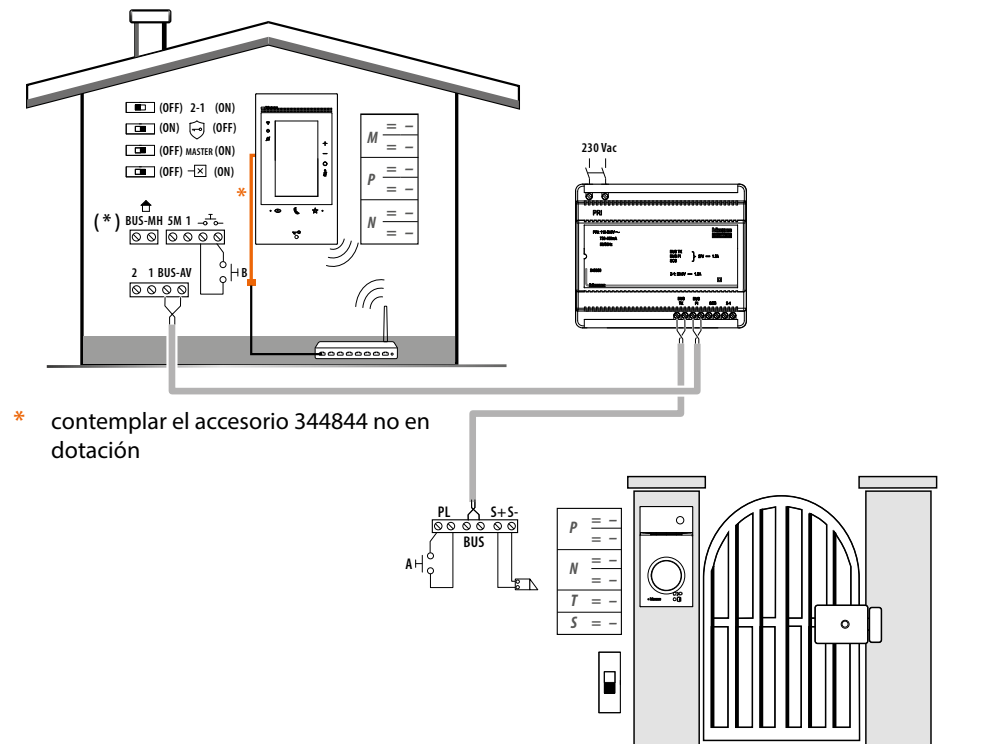 (OFF) 2-1 (ON)
(ON) (OFF)
(OFF) MASTER (ON)
(OFF) (ON)
M = –
= –
P = –
= –
N = –
= –
*
(*) BUS-MH 5M 1
B
2 1 BUS-AV
230 Vac
PRI
* contemplar el accesorio 344844 no en
dotación
PL S+ S-
BUS
A
P = –
= –
N = –
= –
T = –
S = –